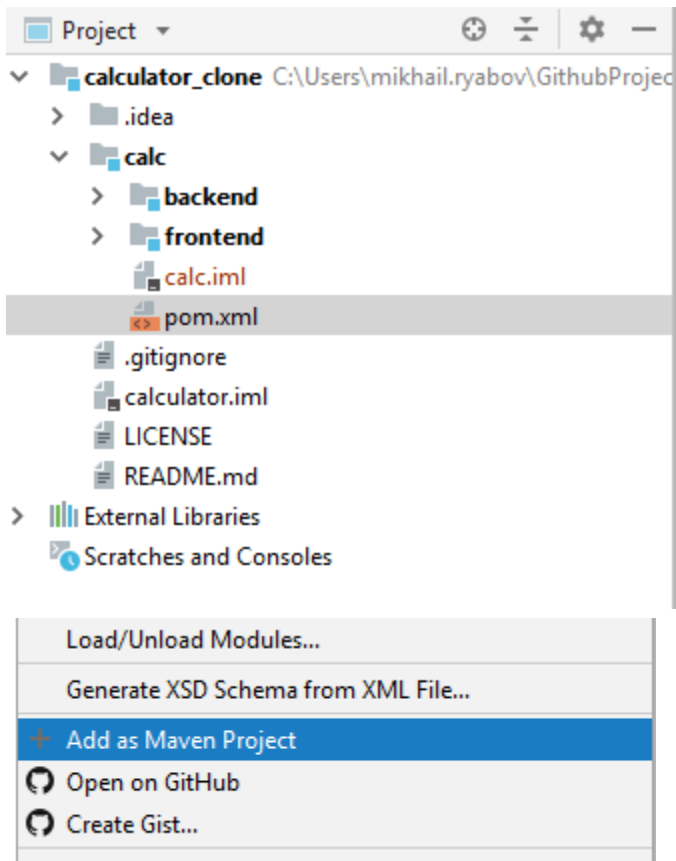 Project
calculator_clone C:\Users\mikhail.ryabov\GithubProjec
.idea
calc
backend
frontend
calc.iml
pom.xml
.gitignore
calculator.iml
LICENSE
README.md
External Libraries
Scratches and Consoles
Load/Unload Modules...
Generate XSD Schema from XML File...
Add as Maven Project
Open on GitHub
Create Gist...